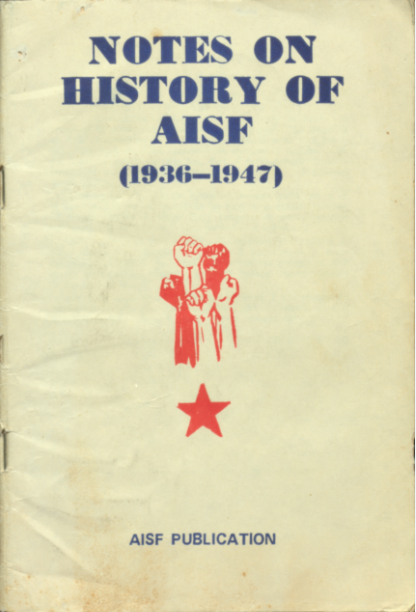 NOTES ON
HISTORY OF
AISF
(1936–1947)
AISF PUBLICATION